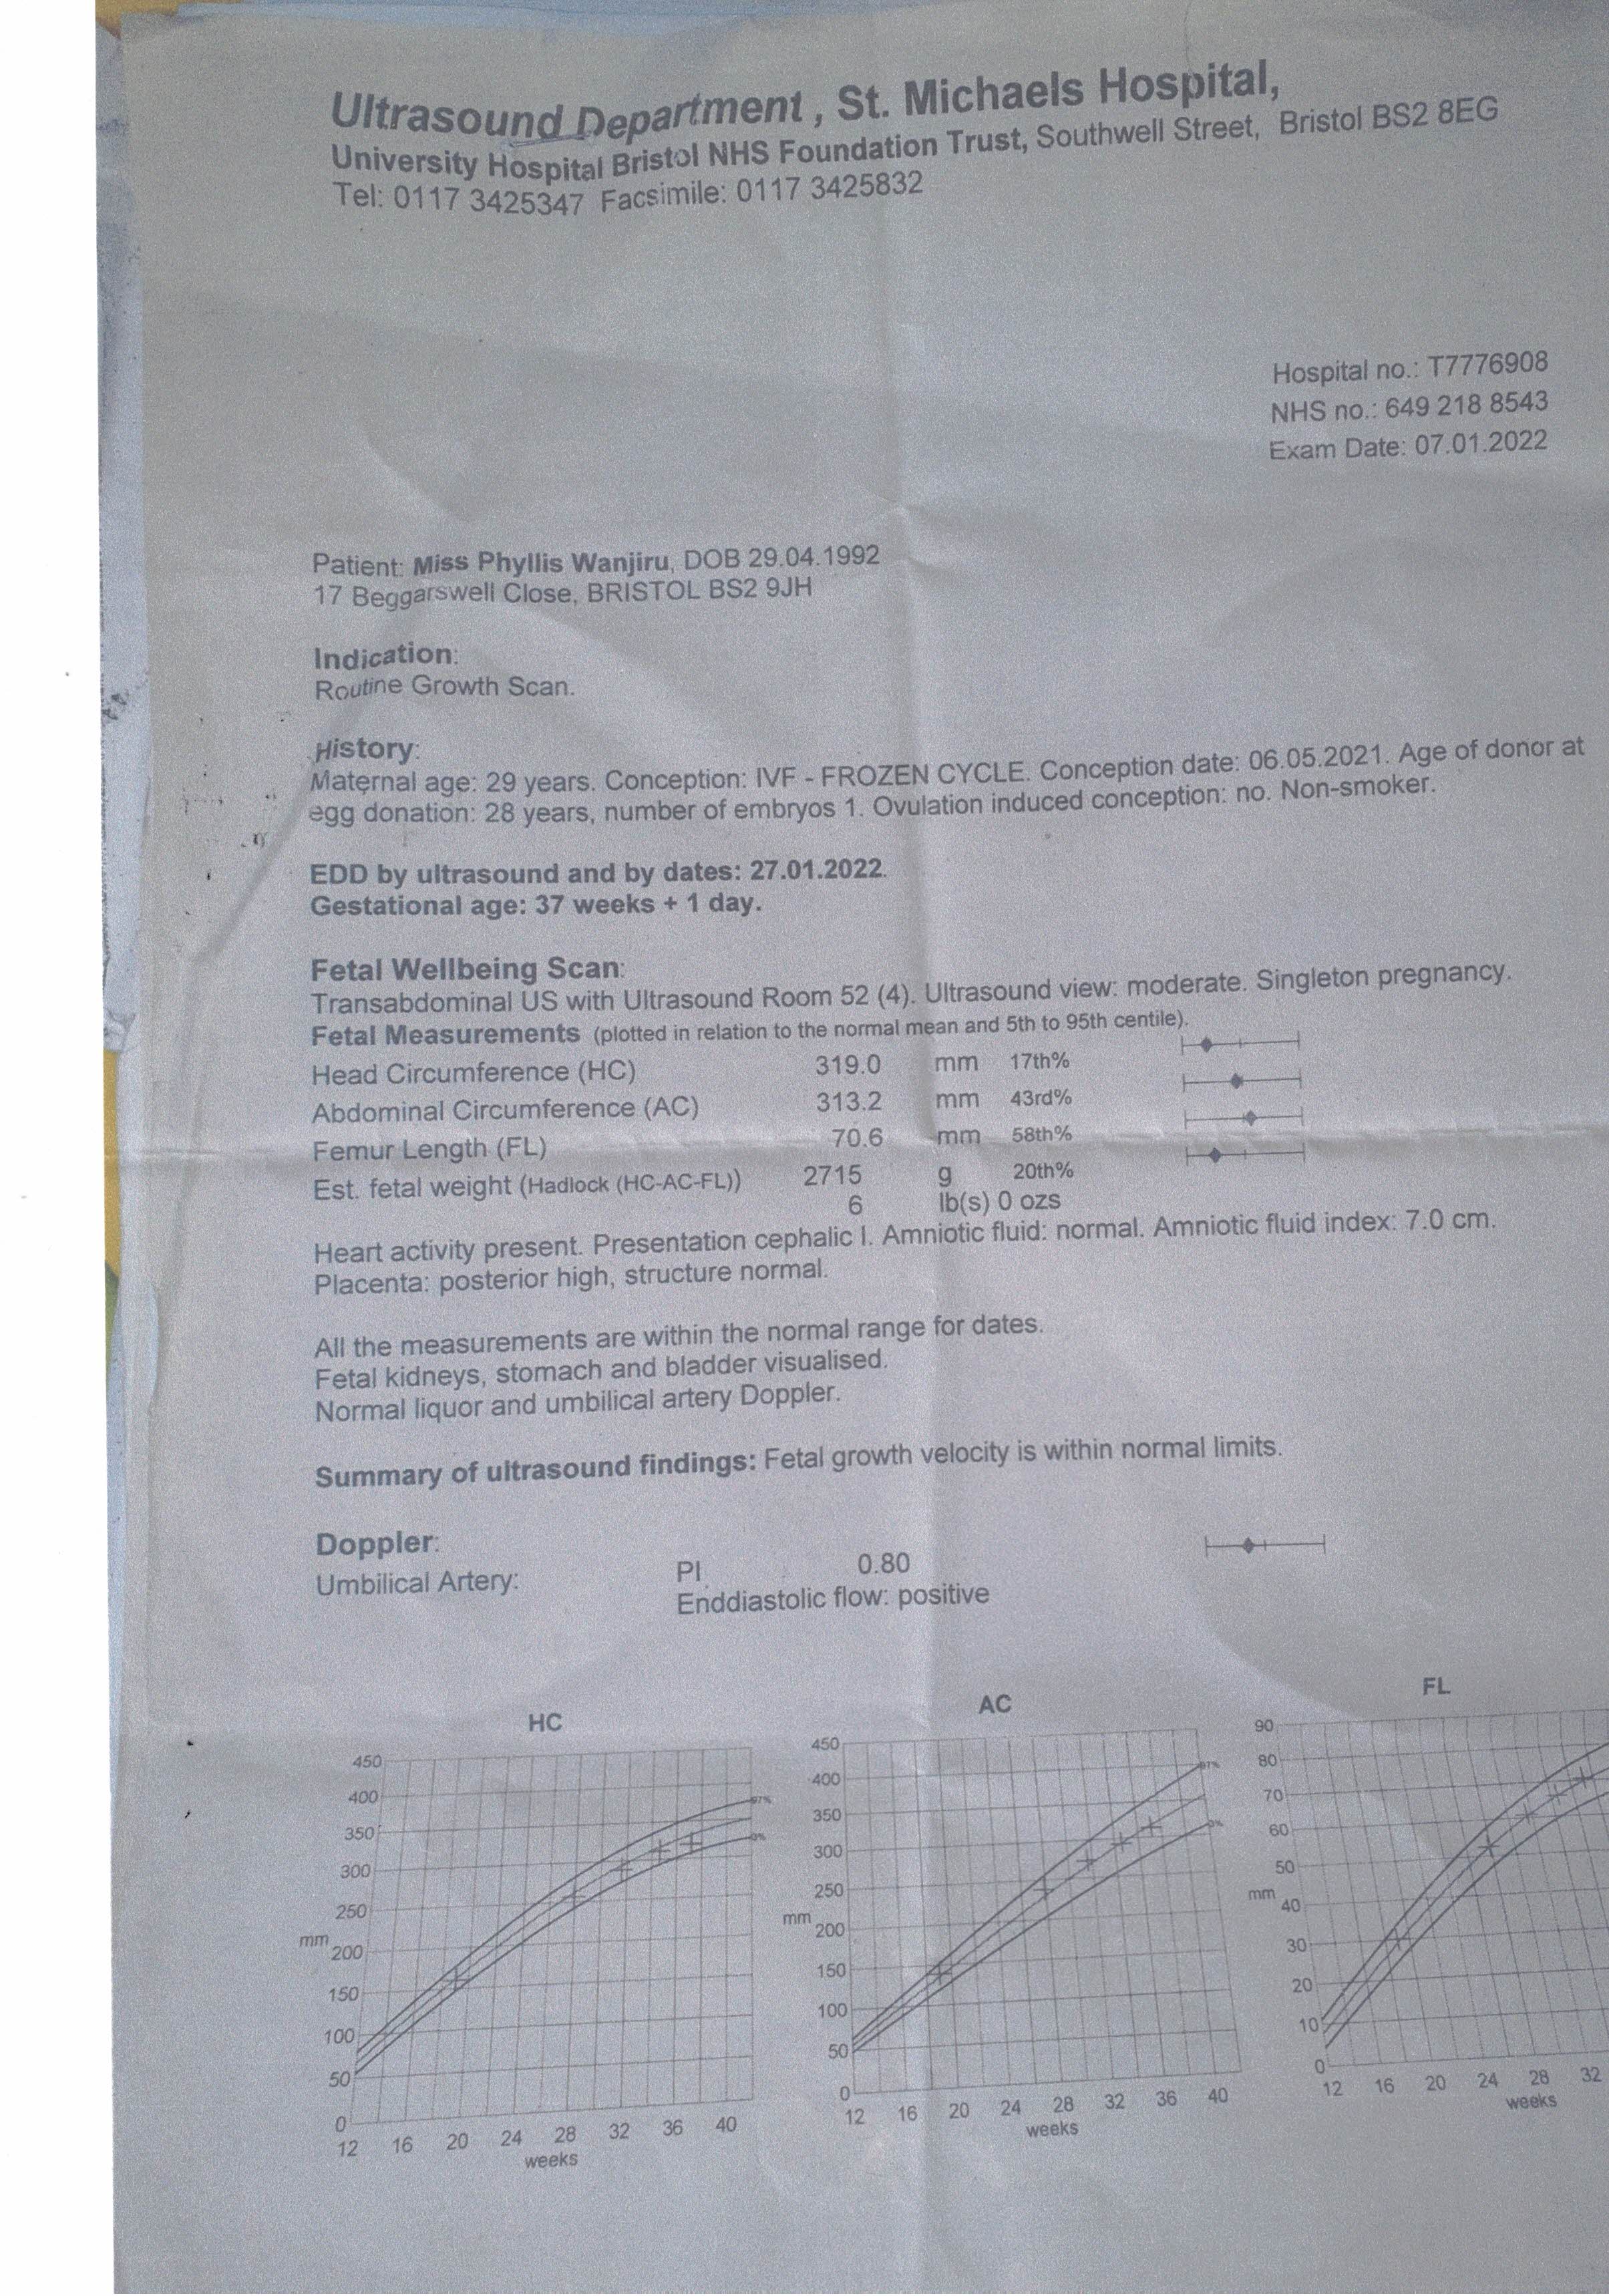 Ultrasound Department , St. Michaels Hospital,
University Hospital Bristol NHS Foundation Trust, Southwell Street, Bristol BS2 8EG
Tel: 0117 3425347 Facsimile: 0117 3425832
Hospital no.: T7776908
NHS no.: 649 218 8543
Exam Date: 07.01.2022
Patient: Miss Phyllis Wanjiru, DOB 29.04.1992
17 Beggarswell Close, BRISTOL BS2 9JH
Indication:
Routine Growth Scan.
History:
Maternal age: 29 years. Conception: IVF - FROZEN CYCLE. Conception date: 06.05.2021. Age of donor at
egg donation: 28 years, number of embryos 1. Ovulation induced conception: no. Non-smoker.
EDD by ultrasound and by dates: 27.01.2022.
Gestational age: 37 weeks + 1 day.
Fetal Wellbeing Scan:
Transabdominal US with Ultrasound Room 52 (4). Ultrasound view: moderate. Singleton pregnancy.
Fetal Measurements (plotted in relation to the normal mean and 5th to 95th centile).
Head Circumference (HC) 319.0 mm 17th%
Abdominal Circumference (AC) 313.2 mm 43rd%
Femur Length (FL) 70.6 mm 58th%
Est. fetal weight (Hadlock (HC-AC-FL)) 2715 g 20th%
6 lb(s) 0 ozs
Heart activity present. Presentation cephalic I. Amniotic fluid: normal. Amniotic fluid index: 7.0 cm.
Placenta: posterior high, structure normal.
All the measurements are within the normal range for dates.
Fetal kidneys, stomach and bladder visualised.
Normal liquor and umbilical artery Doppler.
Summary of ultrasound findings: Fetal growth velocity is within normal limits.
Doppler:
Umbilical Artery: PI 0.80
Enddiastolic flow: positive
HC
450
400
350
300
250
mm 200
150
100
50
0
12 16 20 24 28 32 36 40
weeks
97%
3%
AC
450
400
350
300
250
mm 200
150
100
50
0
12 16 20 24 28 32 36 40
weeks
97%
3%
FL
90
80
70
60
50
mm 40
30
20
10
0
12 16 20 24 28 32
weeks